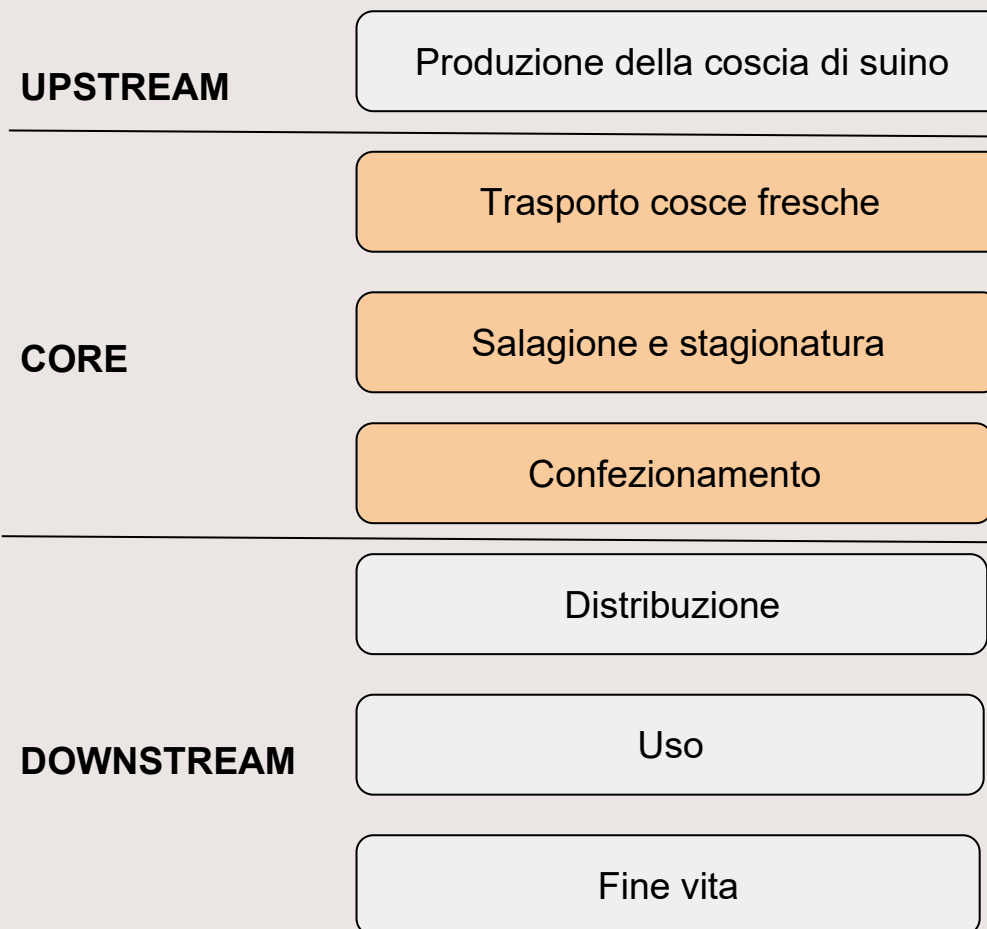 UPSTREAM
Produzione della coscia di suino
Trasporto cosce fresche
CORE
Salagione e stagionatura
Confezionamento
Distribuzione
DOWNSTREAM
Uso
Fine vita